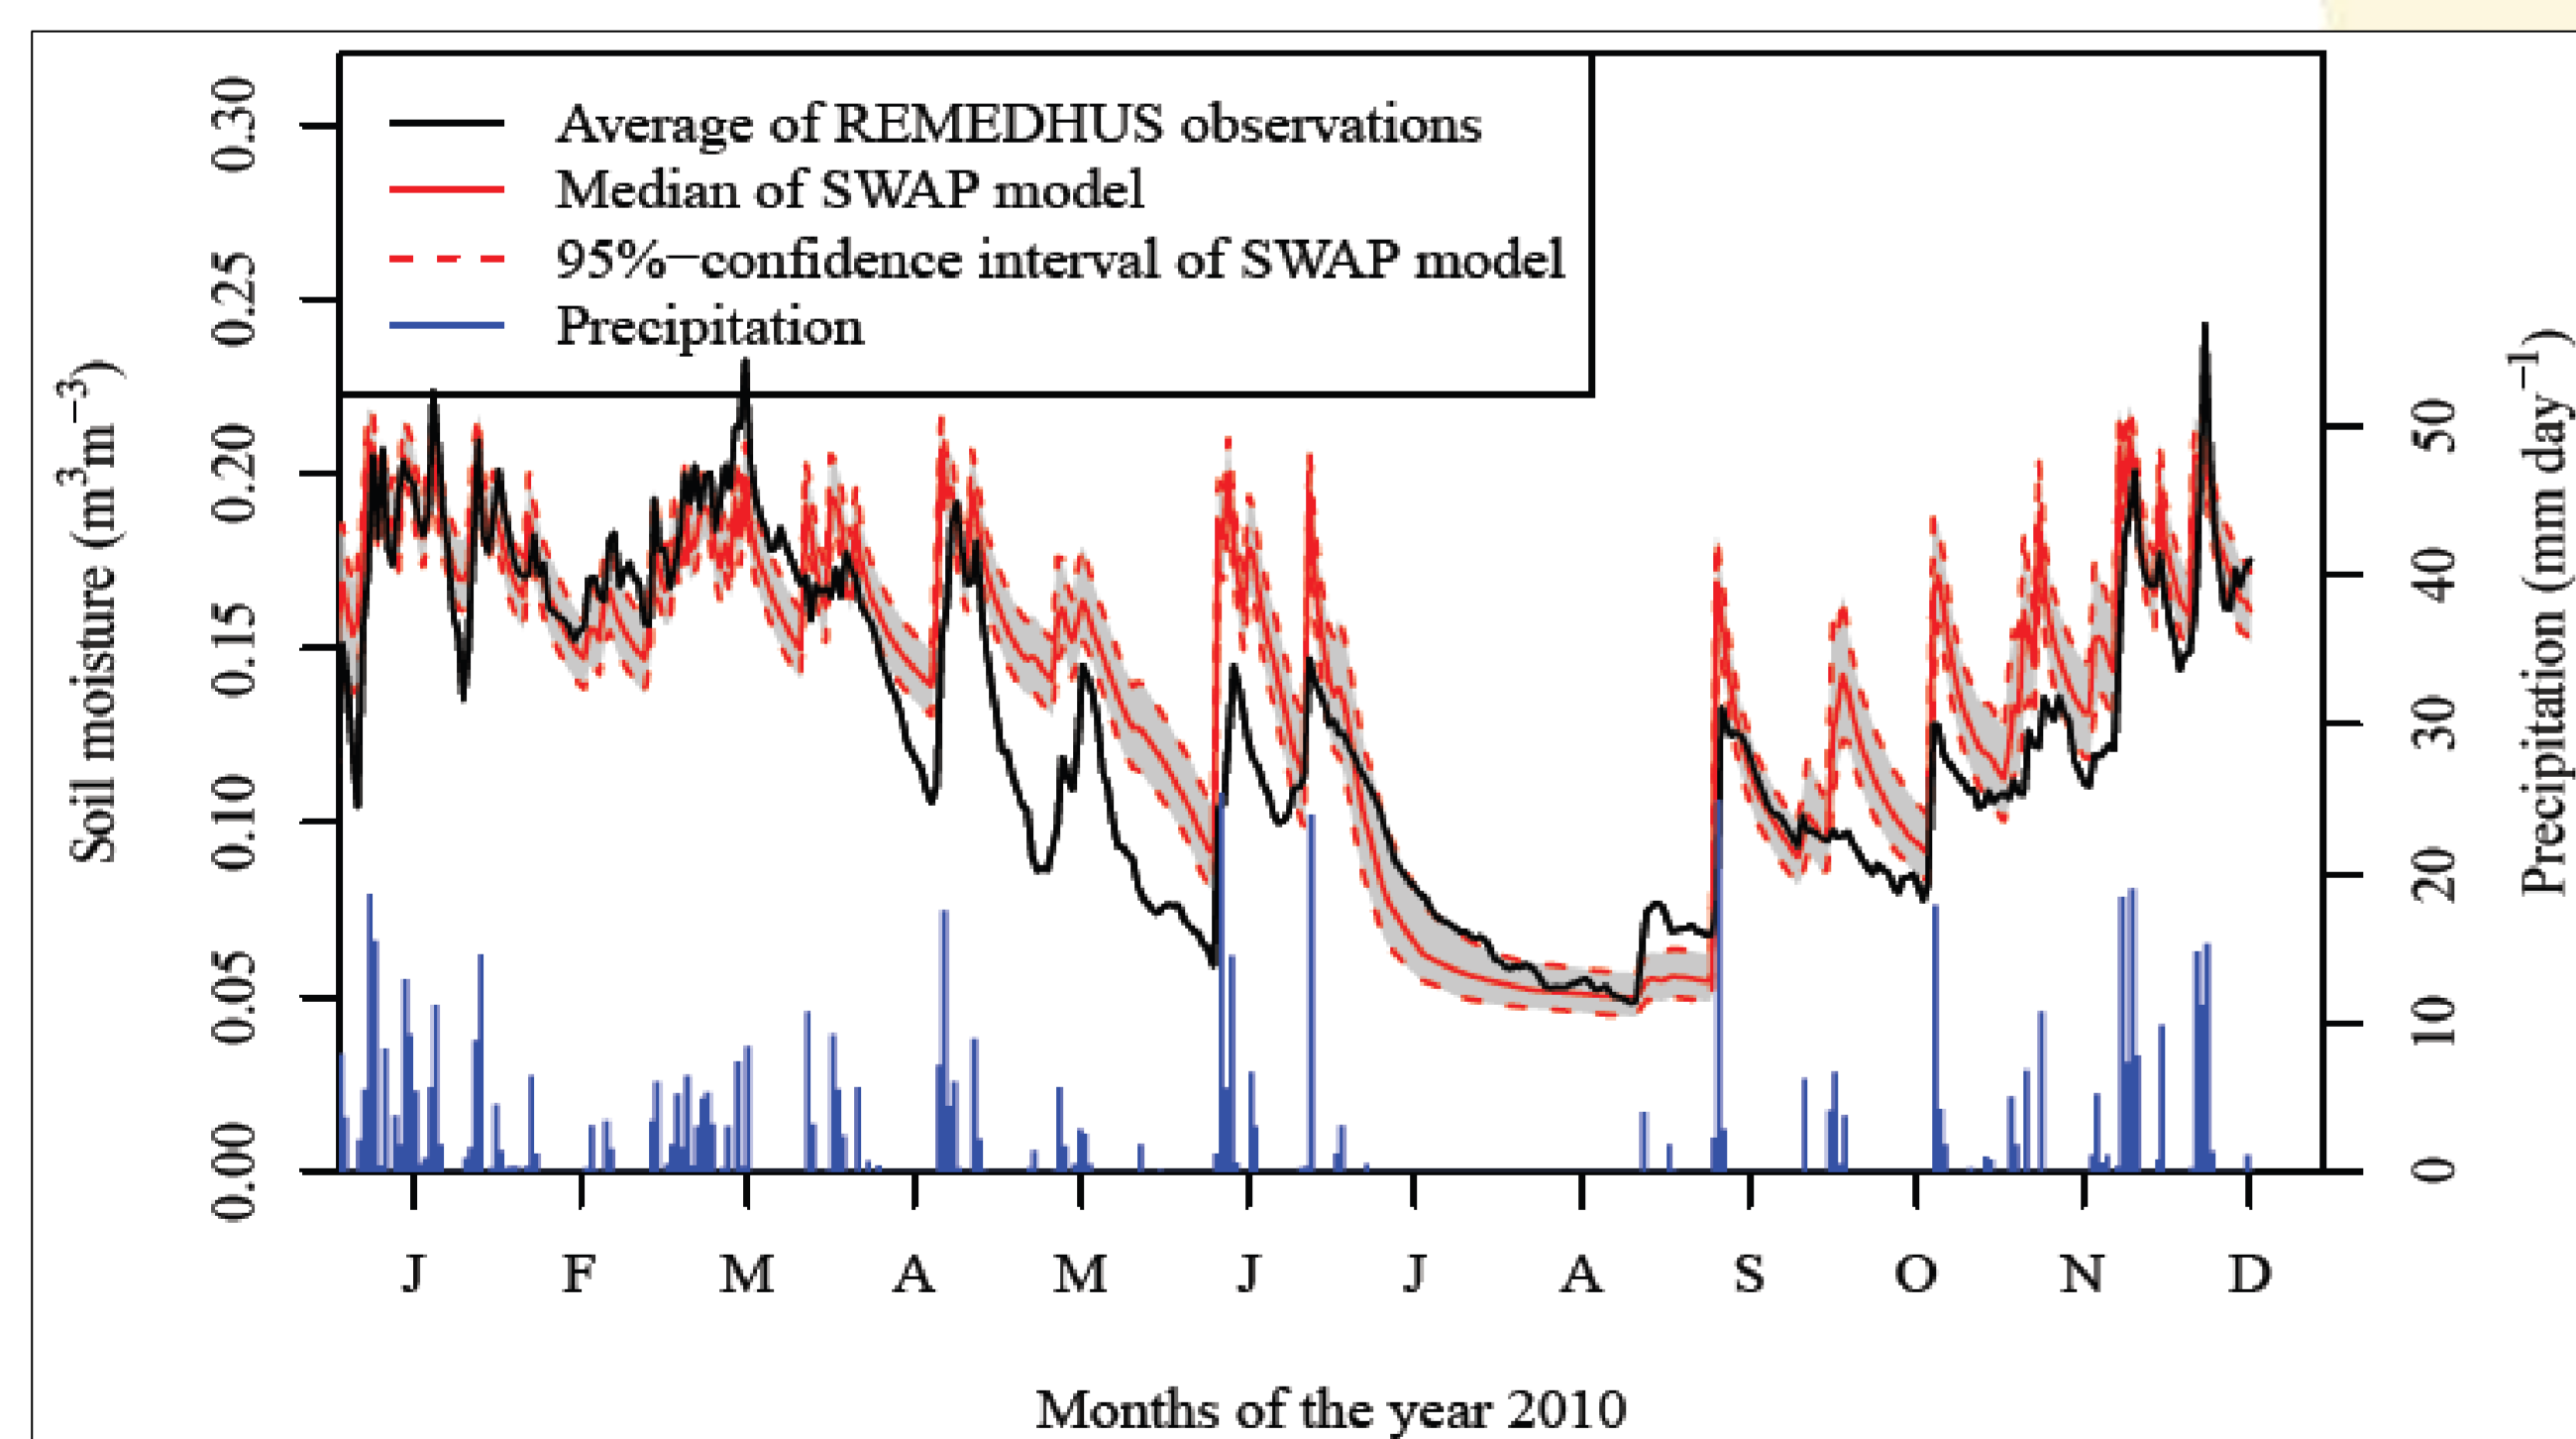 Average of REMEDHUS observations
Median of SWAP model
95%−confidence interval of SWAP model
Precipitation
Soil moisture (m³m⁻³)
0.30
0.25
0.20
0.15
0.10
0.05
0.00
Precipitation (mm day⁻¹)
50
40
30
20
10
0
J F M A M J J A S O N D
Months of the year 2010